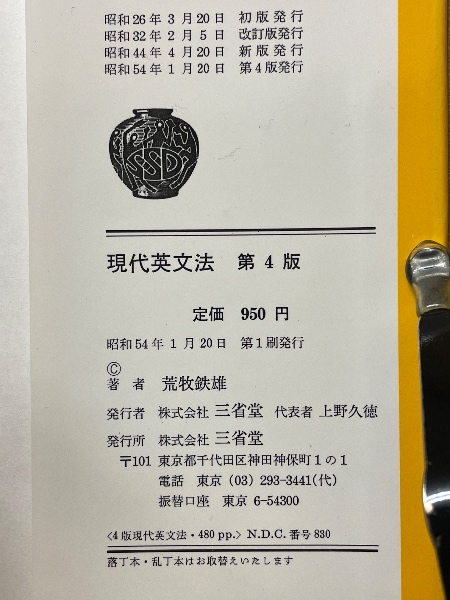 昭和26年3月20日 初版発行
昭和32年2月5日 改訂版発行
昭和44年4月20日 新版発行
昭和54年1月20日 第4版発行
SSD
現代英文法 第4版
定価 950円
昭和54年1月20日 第1刷発行
Ⓒ
著者 荒牧鉄雄
発行者 株式会社 三省堂 代表者 上野久徳
発行所 株式会社 三省堂
〒101 東京都千代田区神田神保町1の1
電話 東京 (03) 293-3441(代)
振替口座 東京 6-54300
〈4版現代英文法・480 pp.〉 N.D.C. 番号 830
落丁本・乱丁本はお取替えいたします